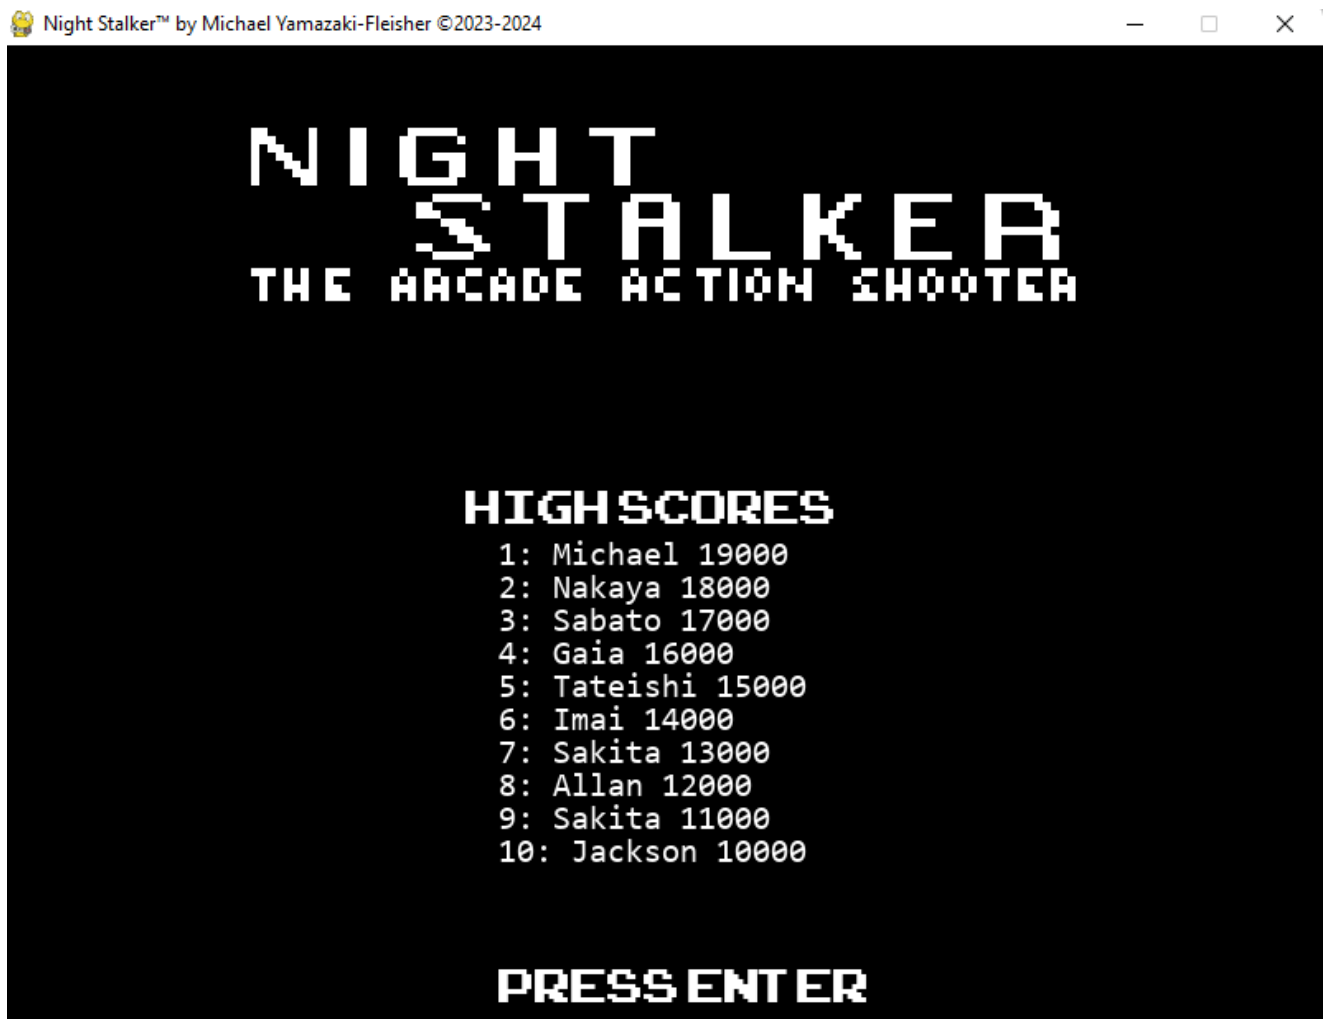 Night Stalker™ by Michael Yamazaki-Fleisher ©2023-2024
NIGHT
STALKER
THE ARCADE ACTION SHOOTER
HIGH SCORES
1: Michael 19000
2: Nakaya 18000
3: Sabato 17000
4: Gaia 16000
5: Tateishi 15000
6: Imai 14000
7: Sakita 13000
8: Allan 12000
9: Sakita 11000
10: Jackson 10000
PRESS ENTER